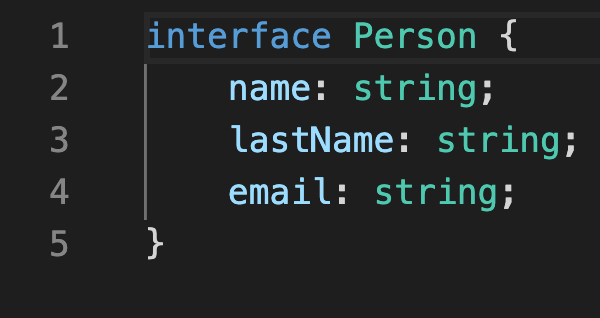 1 interface Person {
2     name: string;
3     lastName: string;
4     email: string;
5 }